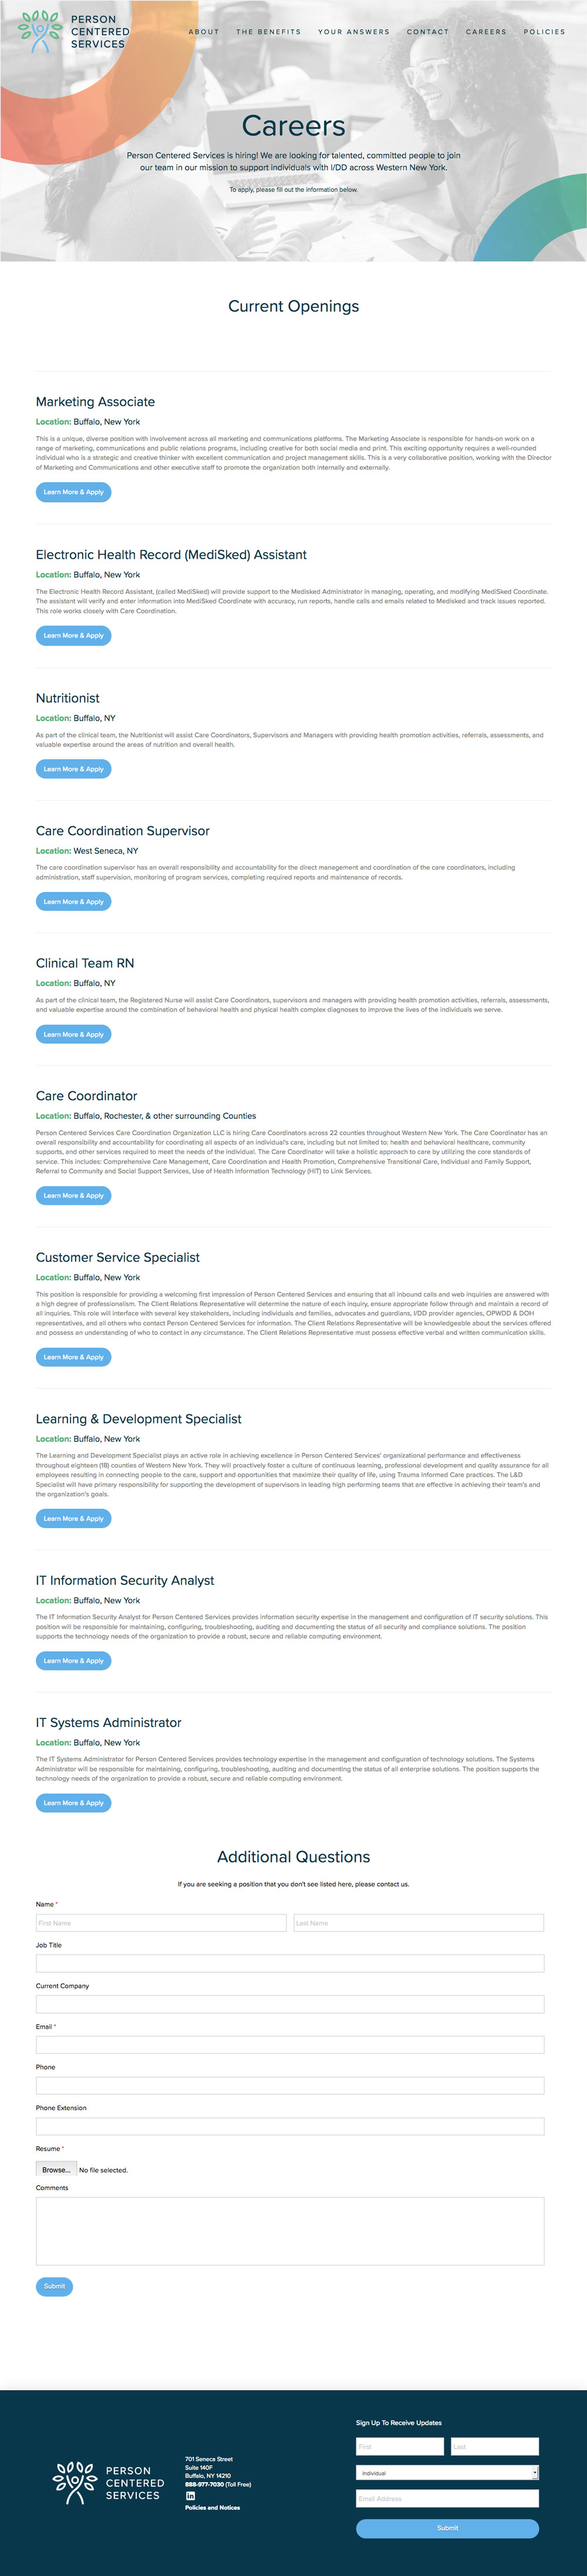 PERSON
CENTERED
SERVICES
ABOUT THE BENEFITS YOUR ANSWERS CONTACT CAREERS POLICIES
Careers
Person Centered Services is hiring! We are looking for talented, committed people to join
our team in our mission to support individuals with I/DD across Western New York.
To apply, please fill out the information below.
Current Openings
Marketing Associate
Location: Buffalo, New York
This is a unique, diverse position with involvement across all marketing and communications platforms. The Marketing Associate is responsible for hands-on work on a
range of marketing, communications and public relations programs, including creative for both social media and print. This exciting opportunity requires a well-rounded
individual who is a strategic and creative thinker with excellent communication and project management skills. This is a very collaborative position, working with the Director
of Marketing and Communications and other executive staff to promote the organization both internally and externally.
Learn More & Apply
Electronic Health Record (MediSked) Assistant
Location: Buffalo, New York
The Electronic Health Record Assistant, (called MediSked) will provide support to the Medisked Administrator in managing, operating, and modifying MediSked Coordinate.
The assistant will verify and enter information into MediSked Coordinate with accuracy, run reports, handle calls and emails related to Medisked and track issues reported.
This role works closely with Care Coordination.
Learn More & Apply
Nutritionist
Location: Buffalo, NY
As part of the clinical team, the Nutritionist will assist Care Coordinators, Supervisors and Managers with providing health promotion activities, referrals, assessments, and
valuable expertise around the areas of nutrition and overall health.
Learn More & Apply
Care Coordination Supervisor
Location: West Seneca, NY
The care coordination supervisor has an overall responsibility and accountability for the direct management and coordination of the care coordinators, including
administration, staff supervision, monitoring of program services, completing required reports and maintenance of records.
Learn More & Apply
Clinical Team RN
Location: Buffalo, NY
As part of the clinical team, the Registered Nurse will assist Care Coordinators, supervisors and managers with providing health promotion activities, referrals, assessments,
and valuable expertise around the combination of behavioral health and physical health complex diagnoses to improve the lives of the individuals we serve.
Learn More & Apply
Care Coordinator
Location: Buffalo, Rochester, & other surrounding Counties
Person Centered Services Care Coordination Organization LLC is hiring Care Coordinators across 22 counties throughout Western New York. The Care Coordinator has an
overall responsibility and accountability for coordinating all aspects of an individual's care, including but not limited to: health and behavioral healthcare, community
supports, and other services required to meet the needs of the individual. The Care Coordinator will take a holistic approach to care by utilizing the core standards of
service. This includes: Comprehensive Care Management, Care Coordination and Health Promotion, Comprehensive Transitional Care, Individual and Family Support,
Referral to Community and Social Support Services, Use of Health Information Technology (HIT) to Link Services.
Learn More & Apply
Customer Service Specialist
Location: Buffalo, New York
This position is responsible for providing a welcoming first impression of Person Centered Services and ensuring that all inbound calls and web inquiries are answered with
a high degree of professionalism. The Client Relations Representative will determine the nature of each inquiry, ensure appropriate follow through and maintain a record of
all inquiries. This role will interface with several key stakeholders, including individuals and families, advocates and guardians, I/DD provider agencies, OPWDD & DOH
representatives, and all others who contact Person Centered Services for information. The Client Relations Representative will be knowledgeable about the services offered
and possess an understanding of who to contact in any circumstance. The Client Relations Representative must possess effective verbal and written communication skills.
Learn More & Apply
Learning & Development Specialist
Location: Buffalo, New York
The Learning and Development Specialist plays an active role in achieving excellence in Person Centered Services' organizational performance and effectiveness
throughout eighteen (18) counties of Western New York. They will proactively foster a culture of continuous learning, professional development and quality assurance for all
employees resulting in connecting people to the care, support and opportunities that maximize their quality of life, using Trauma Informed Care practices. The L&D
Specialist will have primary responsibility for supporting the development of supervisors in leading high performing teams that are effective in achieving their team's and
the organization's goals.
Learn More & Apply
IT Information Security Analyst
Location: Buffalo, New York
The IT Information Security Analyst for Person Centered Services provides information security expertise in the management and configuration of IT security solutions. This
position will be responsible for maintaining, configuring, troubleshooting, auditing and documenting the status of all security and compliance solutions. The position
supports the technology needs of the organization to provide a robust, secure and reliable computing environment.
Learn More & Apply
IT Systems Administrator
Location: Buffalo, New York
The IT Systems Administrator for Person Centered Services provides technology expertise in the management and configuration of technology solutions. The Systems
Administrator will be responsible for maintaining, configuring, troubleshooting, auditing and documenting the status of all enterprise solutions. The position supports the
technology needs of the organization to provide a robust, secure and reliable computing environment.
Learn More & Apply
Additional Questions
If you are seeking a position that you don't see listed here, please contact us.
Name *
First Name Last Name
Job Title
Current Company
Email *
Phone
Phone Extension
Resume *
Browse... No file selected.
Comments
Submit
PERSON
CENTERED
SERVICES
701 Seneca Street
Suite 140F
Buffalo, NY 14210
888-977-7030 (Toll Free)
in
Policies and Notices
Sign Up To Receive Updates
First Last
Individual
Email Address
Submit